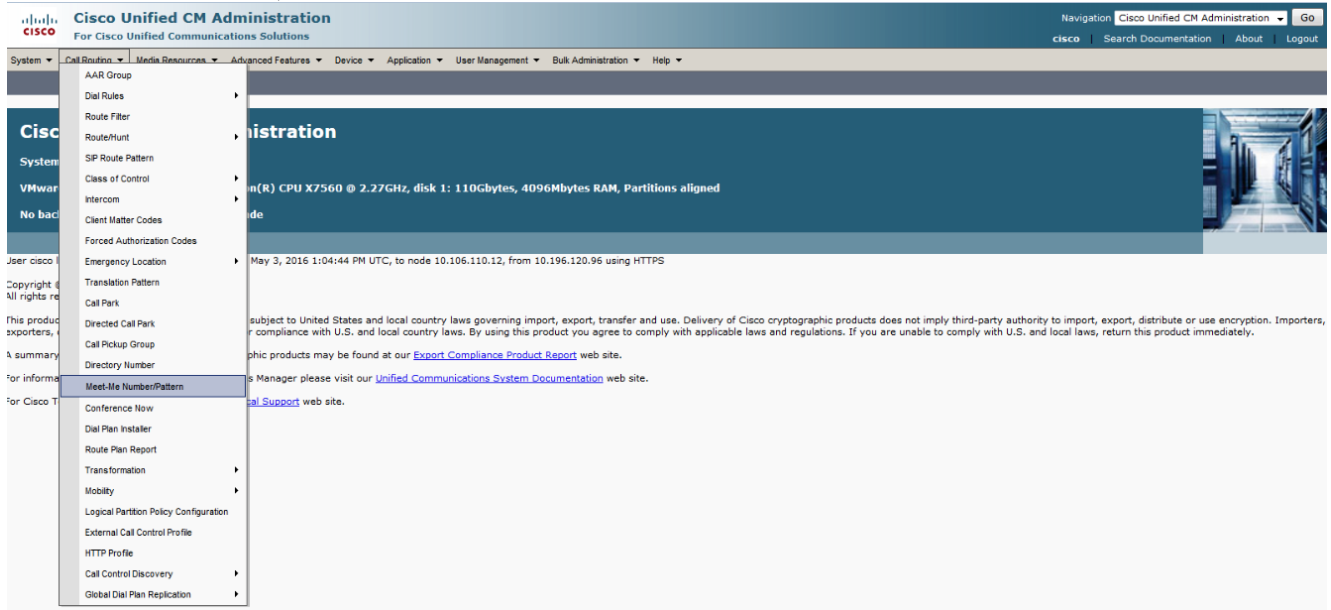 cisco
Cisco Unified CM Administration
For Cisco Unified Communications Solutions
Navigation Cisco Unified CM Administration Go
cisco | Search Documentation | About | Logout
System Call Routing Media Resources Advanced Features Device Application User Management Bulk Administration Help
AAR Group
Dial Rules
Route Filter
Route/Hunt
SIP Route Pattern
Class of Control
Intercom
Client Matter Codes
Forced Authorization Codes
Emergency Location
Translation Pattern
Call Park
Directed Call Park
Call Pickup Group
Directory Number
Meet-Me Number/Pattern
Conference Now
Dial Plan Installer
Route Plan Report
Transformation
Mobility
Logical Partition Policy Configuration
External Call Control Profile
HTTP Profile
Call Control Discovery
Global Dial Plan Replication
Cisc nistration
System
VMwar n(R) CPU X7560 @ 2.27GHz, disk 1: 110Gbytes, 4096Mbytes RAM, Partitions aligned
No bac de
User cisco l May 3, 2016 1:04:44 PM UTC, to node 10.106.110.12, from 10.196.120.96 using HTTPS
Copyright
All rights re
This produc subject to United States and local country laws governing import, export, transfer and use. Delivery of Cisco cryptographic products does not imply third-party authority to import, export, distribute or use encryption. Importers,
exporters, r compliance with U.S. and local country laws. By using this product you agree to comply with applicable laws and regulations. If you are unable to comply with U.S. and local laws, return this product immediately.
A summary phic products may be found at our Export Compliance Product Report web site.
For informa s Manager please visit our Unified Communications System Documentation web site.
For Cisco T cal Support web site.